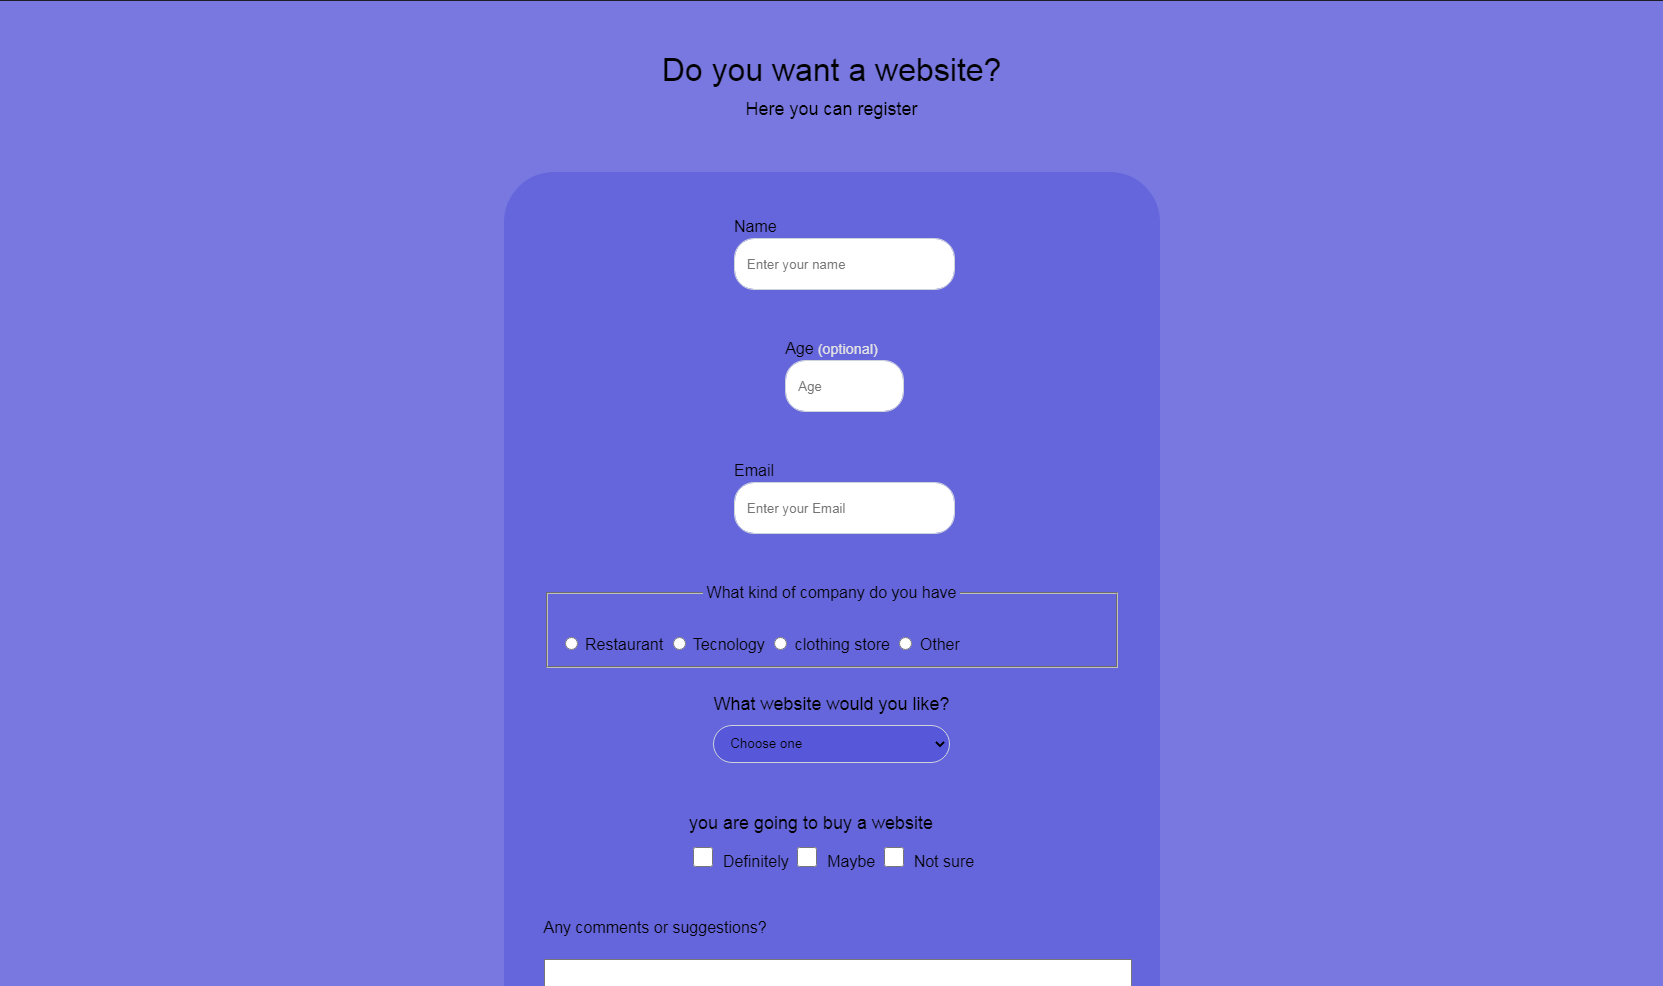 Do you want a website?
Here you can register
Name
Enter your name
Age (optional)
Age
Email
Enter your Email
What kind of company do you have
Restaurant Tecnology clothing store Other
What website would you like?
Choose one
you are going to buy a website
Definitely Maybe Not sure
Any comments or suggestions?